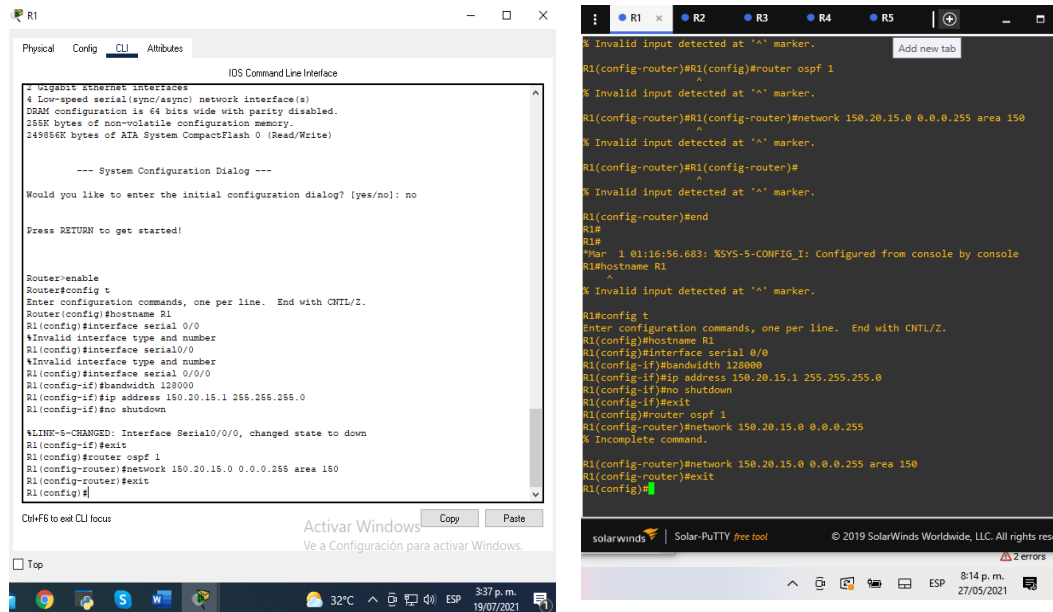 R1
Physical Config CLI Attributes
IOS Command Line Interface
2 Gigabit Ethernet interfaces
4 Low-speed serial(sync/async) network interface(s)
DRAM configuration is 64 bits wide with parity disabled.
255K bytes of non-volatile configuration memory.
249856K bytes of ATA System CompactFlash 0 (Read/Write)
--- System Configuration Dialog ---
Would you like to enter the initial configuration dialog? [yes/no]: no
Press RETURN to get started!
Router>enable
Router#config t
Enter configuration commands, one per line. End with CNTL/Z.
Router(config)#hostname R1
R1(config)#interface serial 0/0
%Invalid interface type and number
R1(config)#interface serial0/0
%Invalid interface type and number
R1(config)#interface serial 0/0/0
R1(config-if)#bandwidth 128000
R1(config-if)#ip address 150.20.15.1 255.255.255.0
R1(config-if)#no shutdown
%LINK-5-CHANGED: Interface Serial0/0/0, changed state to down
R1(config-if)#exit
R1(config)#router ospf 1
R1(config-router)#network 150.20.15.0 0.0.0.255 area 150
R1(config-router)#exit
R1(config)#
Ctrl+F6 to exit CLI focus
Copy Paste
Activar Windows
Ve a Configuración para activar Windows.
Top
32°C ESP 3:37 p. m.
19/07/2021
R1 R2 R3 R4 R5
Add new tab
% Invalid input detected at '^' marker.
R1(config-router)#R1(config)#router ospf 1
^
% Invalid input detected at '^' marker.
R1(config-router)#R1(config-router)#network 150.20.15.0 0.0.0.255 area 150
^
% Invalid input detected at '^' marker.
R1(config-router)#R1(config-router)#
^
% Invalid input detected at '^' marker.
R1(config-router)#end
R1#
R1#
*Mar 1 01:16:56.683: %SYS-5-CONFIG_I: Configured from console by console
R1#hostname R1
^
% Invalid input detected at '^' marker.
R1#config t
Enter configuration commands, one per line. End with CNTL/Z.
R1(config)#hostname R1
R1(config)#interface serial 0/0
R1(config-if)#bandwidth 128000
R1(config-if)#ip address 150.20.15.1 255.255.255.0
R1(config-if)#no shutdown
R1(config-if)#exit
R1(config)#router ospf 1
R1(config-router)#network 150.20.15.0 0.0.0.255
% Incomplete command.
R1(config-router)#network 150.20.15.0 0.0.0.255 area 150
R1(config-router)#exit
R1(config)#
solarwinds Solar-PuTTY free tool © 2019 SolarWinds Worldwide, LLC. All rights res
2 errors
ESP 8:14 p. m.
27/05/2021